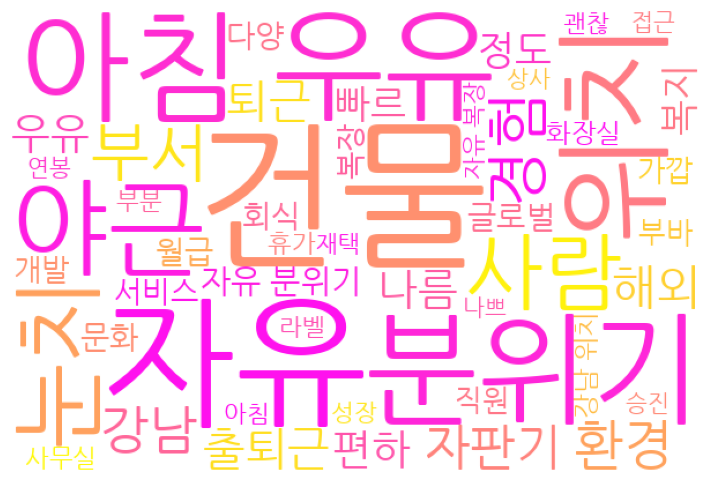 아침
우유
다양
정도
괜찮
접근
위치
복지
우유
연봉
부서
퇴근
빠르
복장
건물
자유 복장
상사
경험
화장실
가깝
야근
부분
월급
회식
휴가
재택
글로벌
사람
부바
해외
개발
서비스
자유 분위기
나름
나쁘
눈치
문화
라벨
자유분위기
강남 위치
강남
아침
성장
직원
승진
사무실
출퇴근
편하
자판기
환경